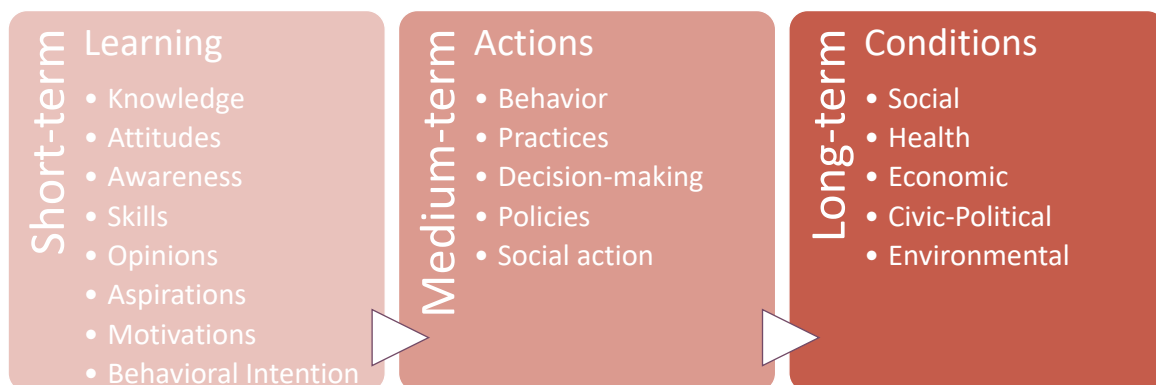 Short-term
Learning
• Knowledge
• Attitudes
• Awareness
• Skills
• Opinions
• Aspirations
• Motivations
• Behavioral Intention
Medium-term
Actions
• Behavior
• Practices
• Decision-making
• Policies
• Social action
Long-term
Conditions
• Social
• Health
• Economic
• Civic-Political
• Environmental